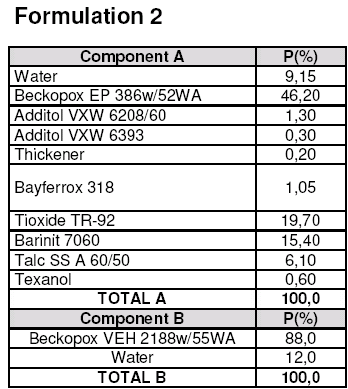 Formulation 2
Component A P(%)
Water 9,15
Beckopox EP 386w/52WA 46,20
Additol VXW 6208/60 1,30
Additol VXW 6393 0,30
Thickener 0,20
Bayferrox 318 1,05
Tioxide TR-92 19,70
Barinit 7060 15,40
Talc SS A 60/50 6,10
Texanol 0,60
TOTAL A 100,0
Component B P(%)
Beckopox VEH 2188w/55WA 88,0
Water 12,0
TOTAL B 100,0